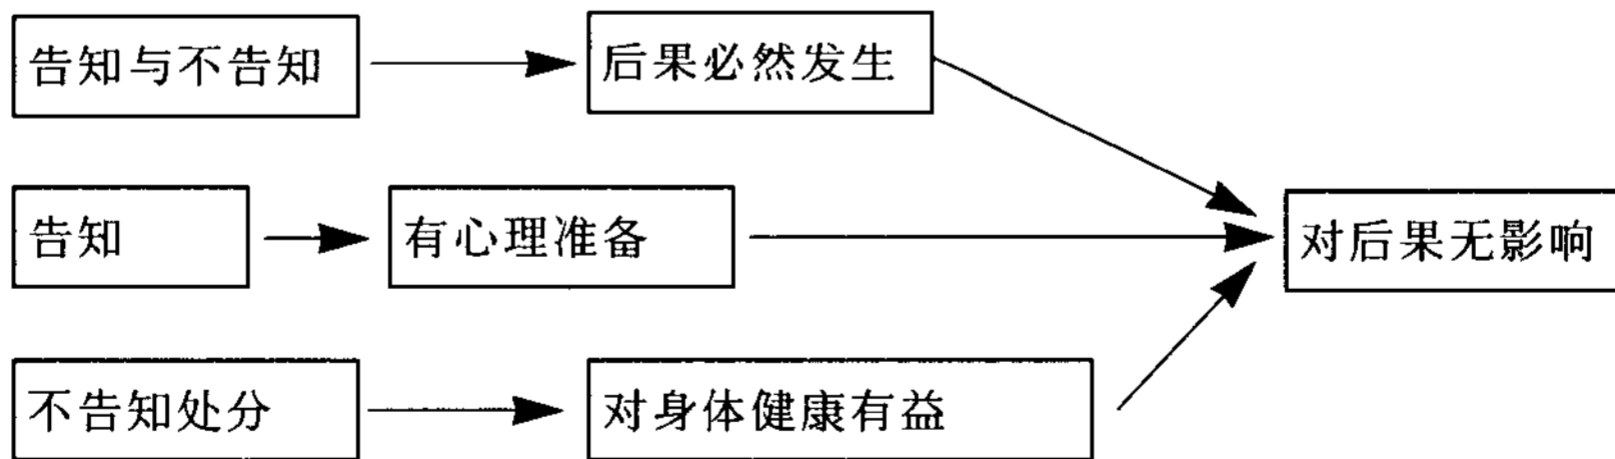 告知与不告知
后果必然发生
告知
有心理准备
对后果无影响
不告知处分
对身体健康有益